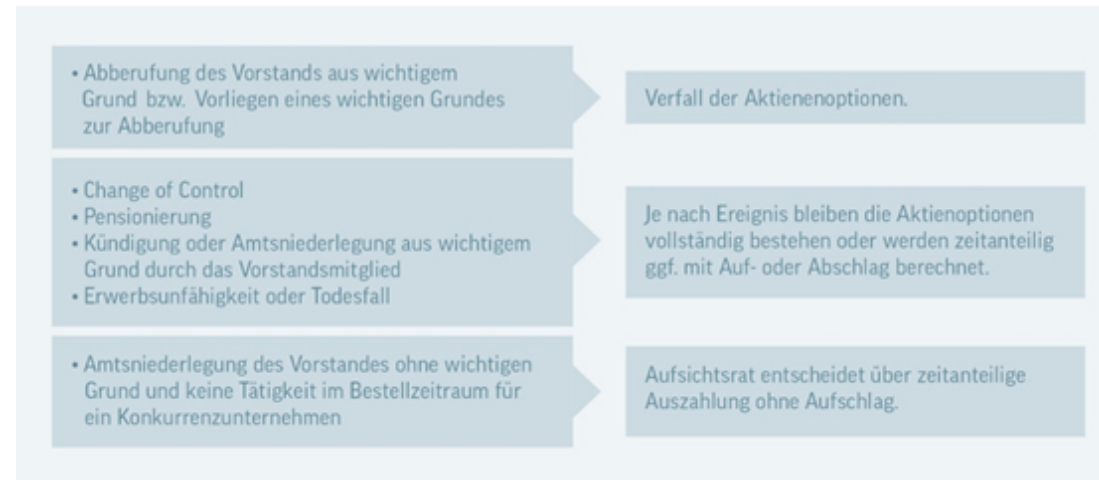 • Abberufung des Vorstands aus wichtigem
Grund bzw. Vorliegen eines wichtigen Grundes
zur Abberufung
Verfall der Aktienenoptionen.
• Change of Control
• Pensionierung
• Kündigung oder Amtsniederlegung aus wichtigem
Grund durch das Vorstandsmitglied
• Erwerbsunfähigkeit oder Todesfall
Je nach Ereignis bleiben die Aktienoptionen
vollständig bestehen oder werden zeitanteilig
ggf. mit Auf- oder Abschlag berechnet.
• Amtsniederlegung des Vorstandes ohne wichtigen
Grund und keine Tätigkeit im Bestellzeitraum für
ein Konkurrenzunternehmen
Aufsichtsrat entscheidet über zeitanteilige
Auszahlung ohne Aufschlag.